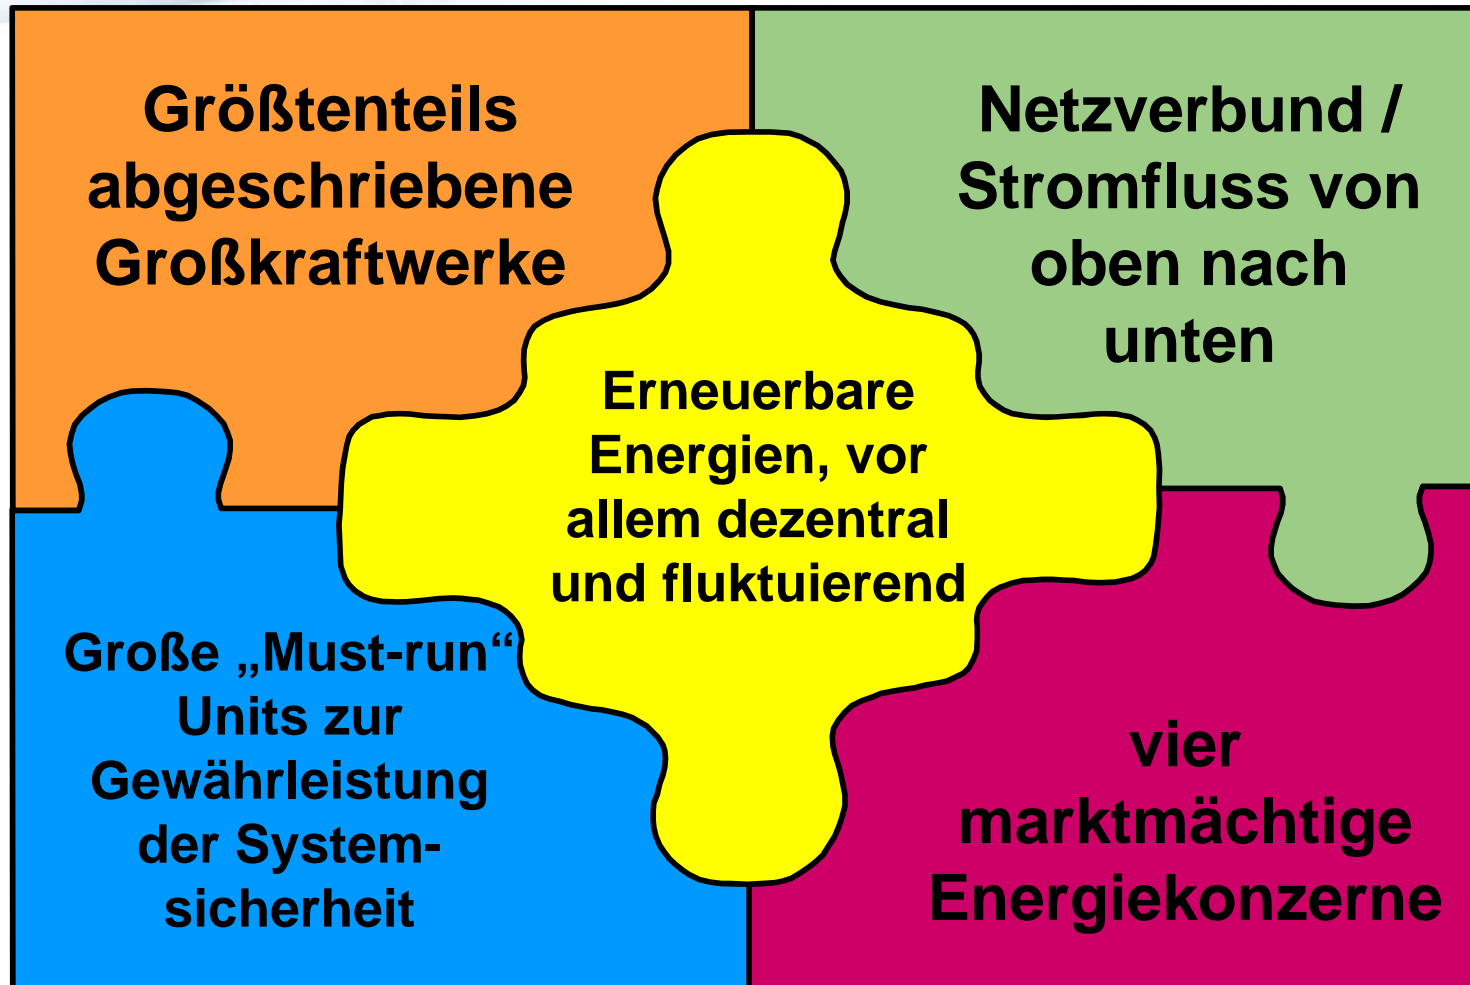 Größtenteils
abgeschriebene
Großkraftwerke
Netzverbund /
Stromfluss von
oben nach
unten
Erneuerbare
Energien, vor
allem dezentral
und fluktuierend
Große „Must-run“
Units zur
Gewährleistung
der System-
sicherheit
vier
marktmächtige
Energiekonzerne